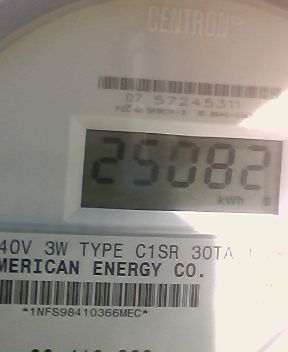 CENTRON
07 57245311
25082
kWh
40V 3W TYPE C1SR 30TA
MERICAN ENERGY CO.
*1NFS98410366MEC*